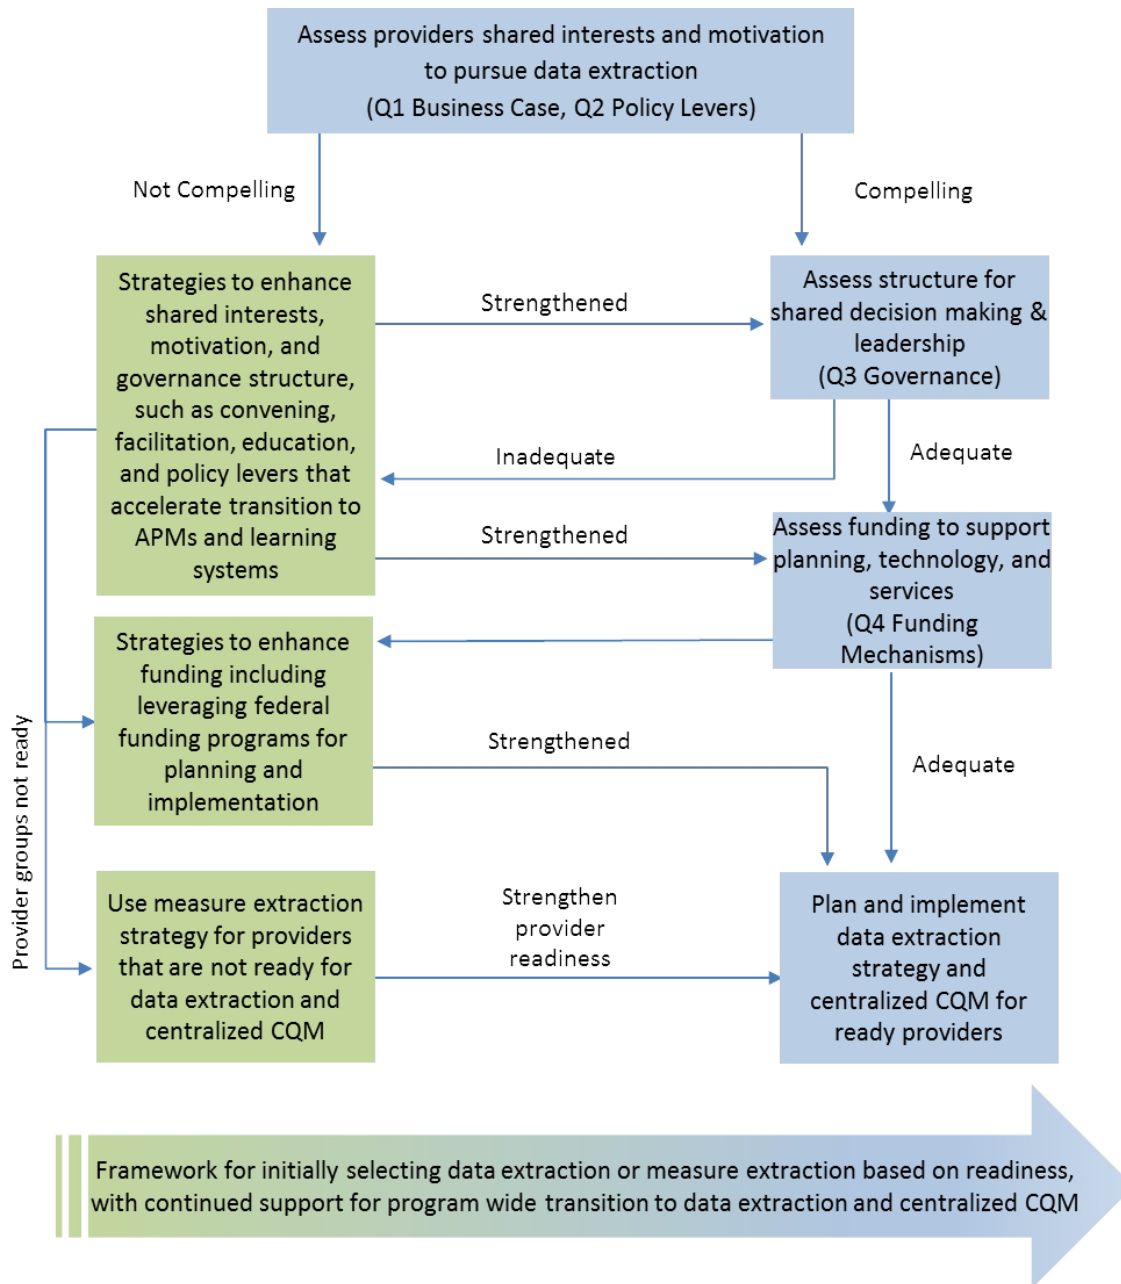 Assess providers shared interests and motivation
to pursue data extraction
(Q1 Business Case, Q2 Policy Levers)
Not Compelling
Compelling
Strategies to enhance
shared interests,
motivation, and
governance structure,
such as convening,
facilitation, education,
and policy levers that
accelerate transition to
APMs and learning
systems
Strengthened
Assess structure for
shared decision making &
leadership
(Q3 Governance)
Inadequate
Adequate
Strengthened
Assess funding to support
planning, technology, and
services
(Q4 Funding
Mechanisms)
Strategies to enhance
funding including
leveraging federal
funding programs for
planning and
implementation
Strengthened
Adequate
Provider groups not ready
Use measure extraction
strategy for providers
that are not ready for
data extraction and
centralized CQM
Strengthen
provider
readiness
Plan and implement
data extraction
strategy and
centralized CQM for
ready providers
Framework for initially selecting data extraction or measure extraction based on readiness,
with continued support for program wide transition to data extraction and centralized CQM